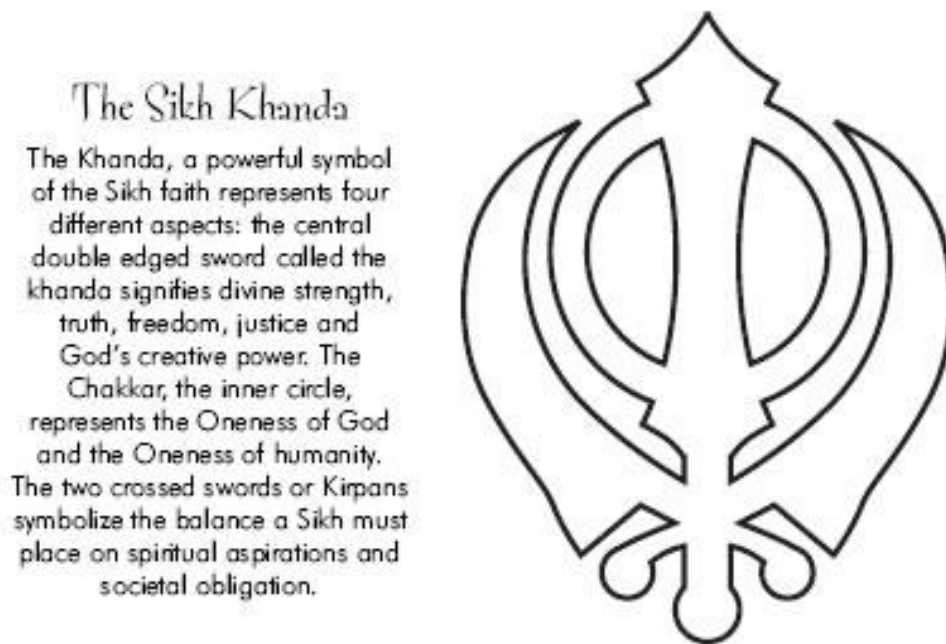 The Sikh Khanda
The Khanda, a powerful symbol
of the Sikh faith represents four
different aspects: the central
double edged sword called the
khanda signifies divine strength,
truth, freedom, justice and
God's creative power. The
Chakkar, the inner circle,
represents the Oneness of God
and the Oneness of humanity.
The two crossed swords or Kirpans
symbolize the balance a Sikh must
place on spiritual aspirations and
societal obligation.